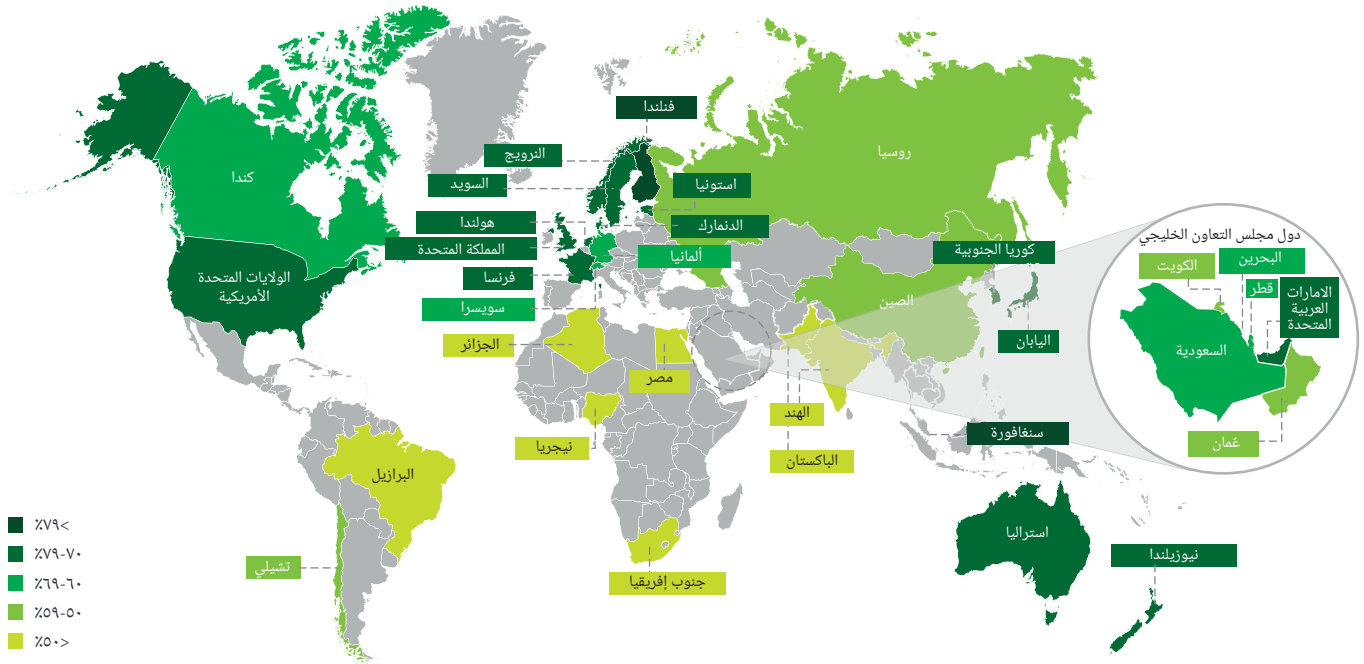 فنلندا
النرويج
السويد
استونيا
روسيا
كندا
هولندا
الدنمارك
المملكة المتحدة
ألمانيا
كوريا الجنوبية
دول مجلس التعاون الخليجي
الكويت
البحرين
قطر
الامارات
العربية
المتحدة
السعودية
عُمان
الولايات المتحدة
الأمريكية
فرنسا
سويسرا
الصين
اليابان
الجزائر
مصر
الهند
نيجريا
الباكستان
سنغافورة
البرازيل
استراليا
نيوزيلندا
تشيلي
جنوب إفريقيا
٪٧٩<
٪٧٩-٧٠
٪٦٩-٦٠
٪٥٩-٥٠
٪٥٠>